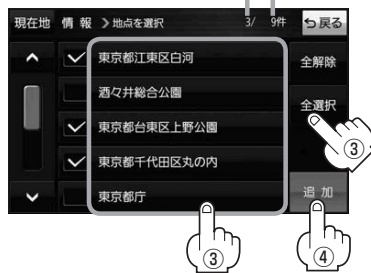 現在地 情報 >地点を選択 3/ 9件 戻る
東京都江東区白河
全解除
酒々井総合公園
全選択
東京都台東区上野公園
③
東京都千代田区丸の内
東京都庁
追加
③
④